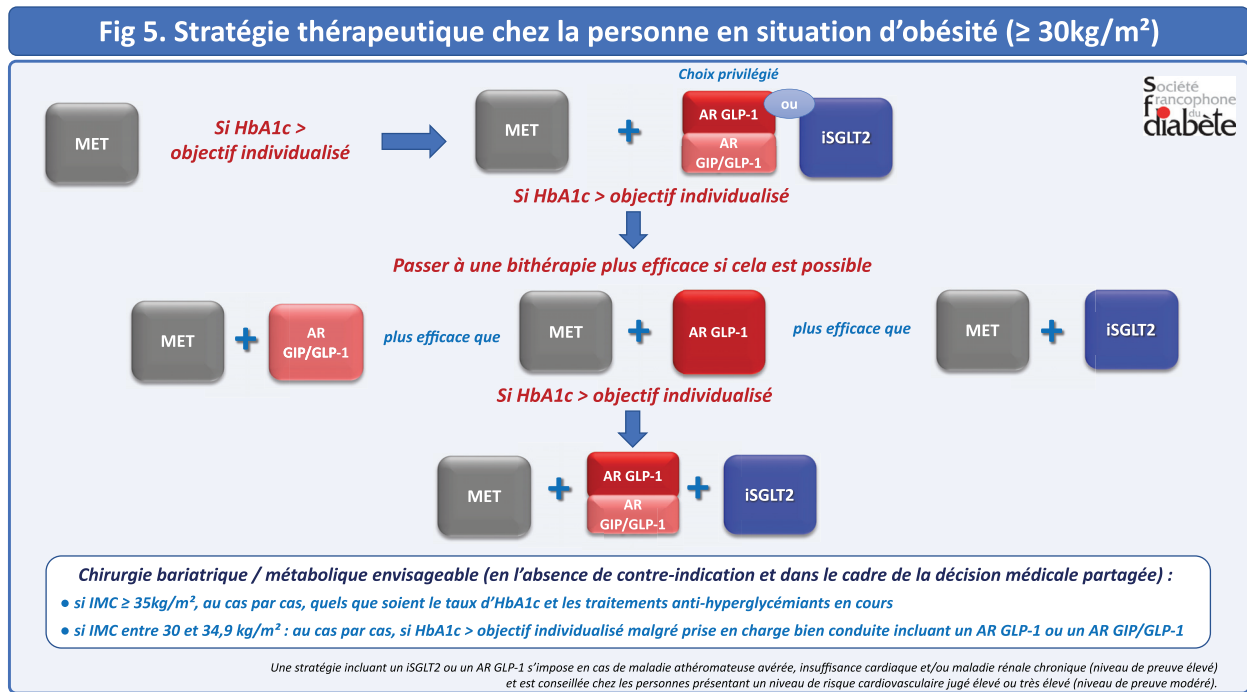 Fig 5. Stratégie thérapeutique chez la personne en situation d'obésité (≥ 30kg/m²)
Société
francophone
du
diabète
Choix privilégié
MET
Si HbA1c >
objectif individualisé
MET
+
AR GLP-1
AR
GIP/GLP-1
ou
iSGLT2
Si HbA1c > objectif individualisé
Passer à une bithérapie plus efficace si cela est possible
MET
+
AR
GIP/GLP-1
plus efficace que
MET
+
AR GLP-1
plus efficace que
MET
+
iSGLT2
Si HbA1c > objectif individualisé
MET
+
AR GLP-1
AR
GIP/GLP-1
+
iSGLT2
Chirurgie bariatrique / métabolique envisageable (en l'absence de contre-indication et dans le cadre de la décision médicale partagée) :
● si IMC ≥ 35kg/m², au cas par cas, quels que soient le taux d'HbA1c et les traitements anti-hyperglycémiants en cours
● si IMC entre 30 et 34,9 kg/m² : au cas par cas, si HbA1c > objectif individualisé malgré prise en charge bien conduite incluant un AR GLP-1 ou un AR GIP/GLP-1
Une stratégie incluant un iSGLT2 ou un AR GLP-1 s'impose en cas de maladie athéromateuse avérée, insuffisance cardiaque et/ou maladie rénale chronique (niveau de preuve élevé)
et est conseillée chez les personnes présentant un niveau de risque cardiovasculaire jugé élevé ou très élevé (niveau de preuve modéré).